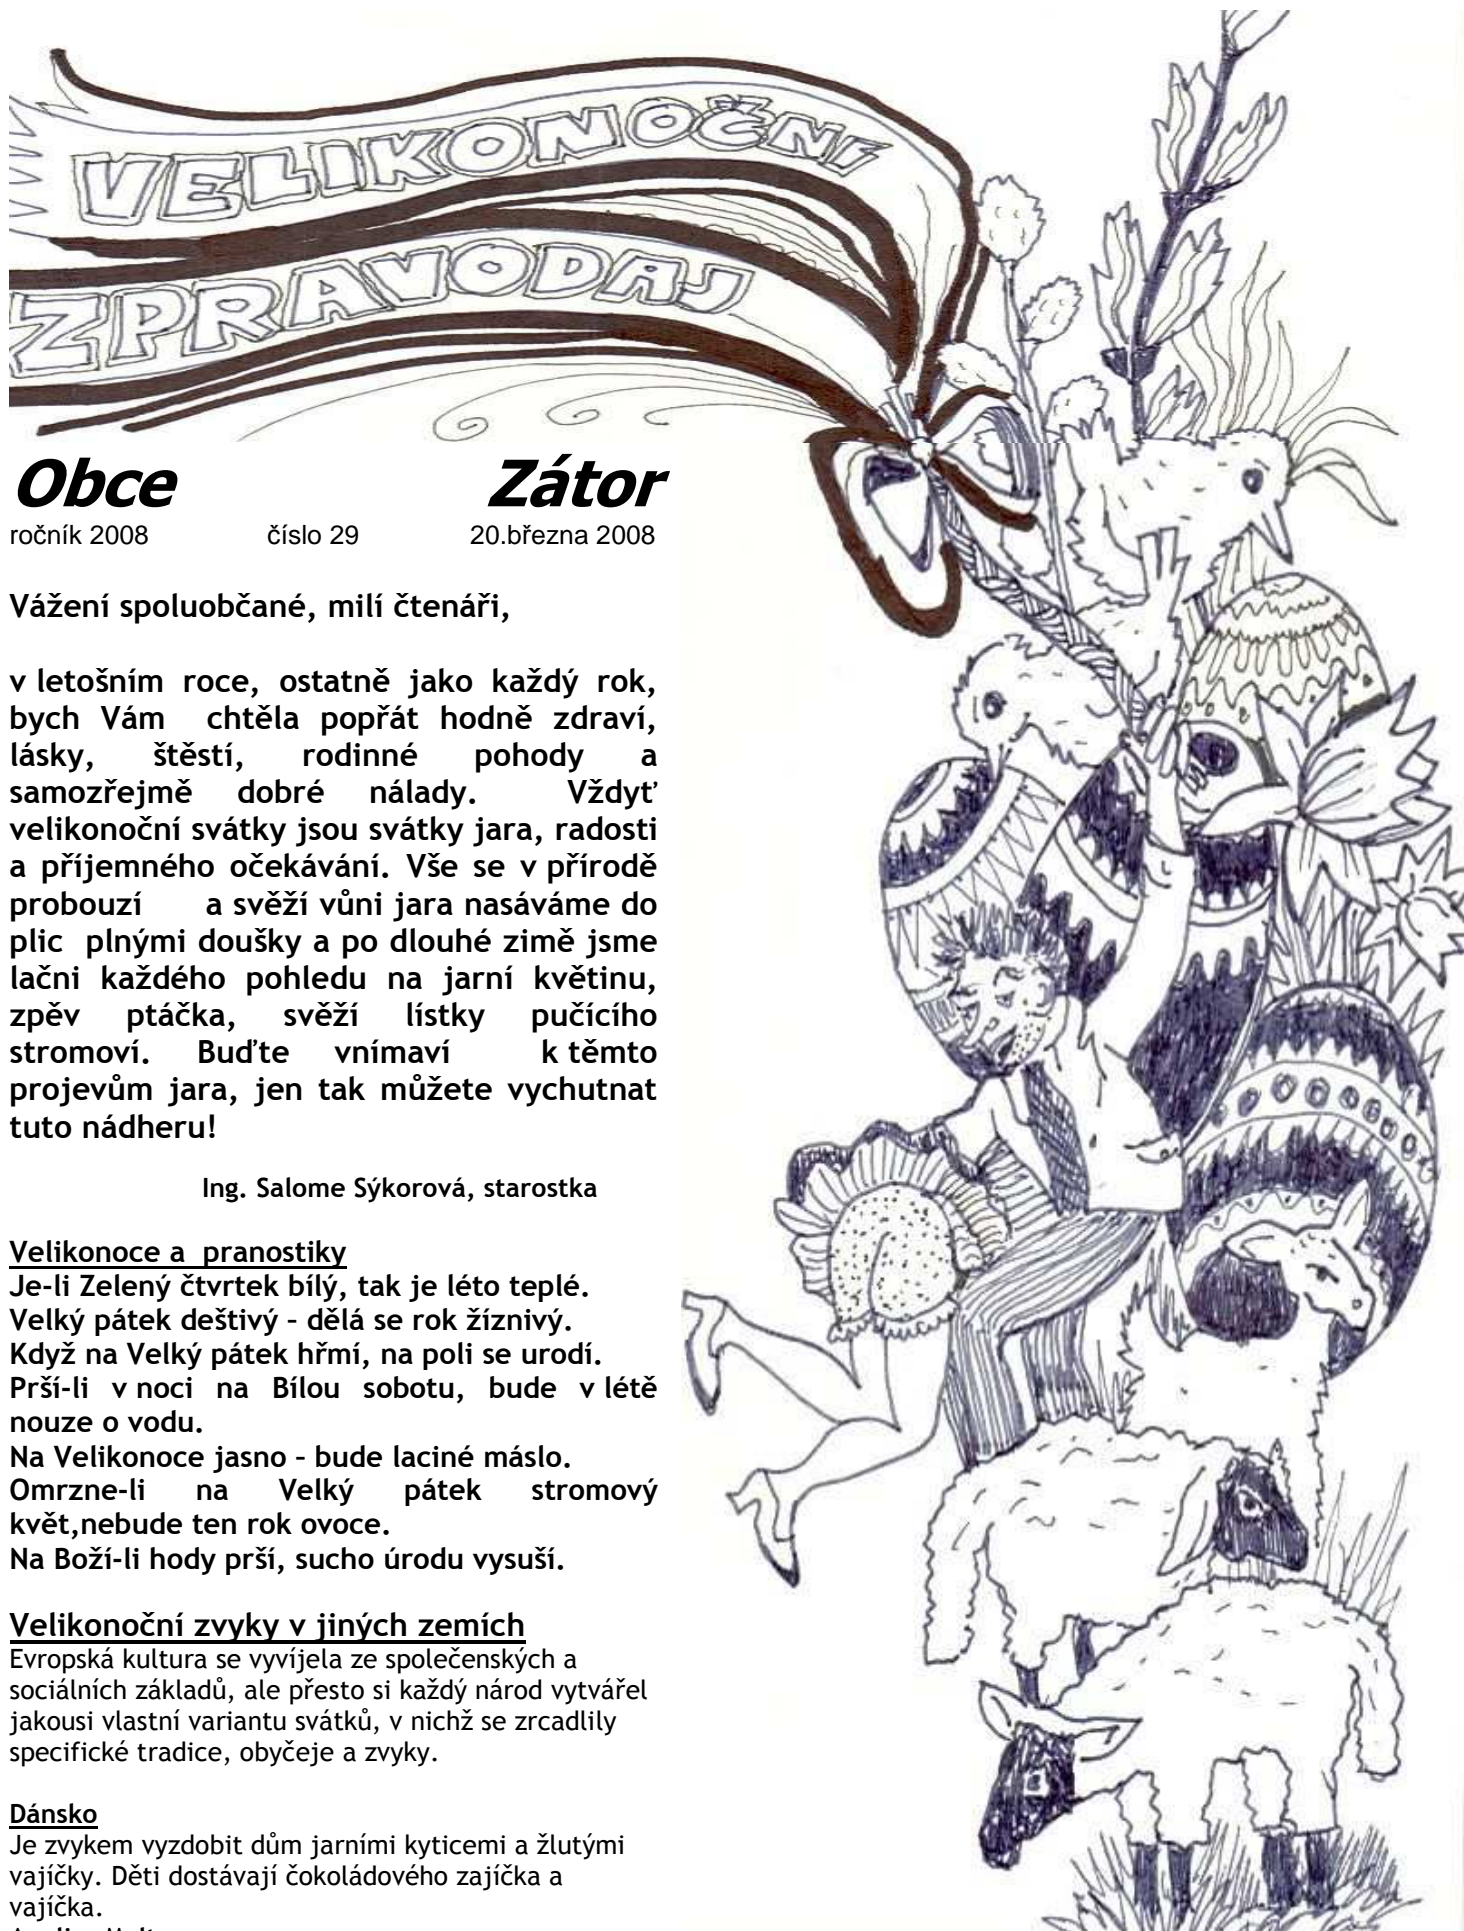 VELIKONOČNÍ
ZPRAVODAJ
Obce Zátor
ročník 2008 číslo 29 20.března 2008
Vážení spoluobčané, milí čtenáři,
v letošním roce, ostatně jako každý rok,
bych Vám chtěla popřát hodně zdraví,
lásky, štěstí, rodinné pohody a
samozřejmě dobré nálady. Vždyť
velikonoční svátky jsou svátky jara, radosti
a příjemného očekávání. Vše se v přírodě
probouzí a svěží vůni jara nasáváme do
plic plnými doušky a po dlouhé zimě jsme
lačni každého pohledu na jarní květinu,
zpěv ptáčka, svěží lístky pučícího
stromoví. Buďte vnímaví k těmto
projevům jara, jen tak můžete vychutnat
tuto nádheru!
Ing. Salome Sýkorová, starostka
Velikonoce a pranostiky
Je-li Zelený čtvrtek bílý, tak je léto teplé.
Velký pátek deštivý – dělá se rok žíznivý.
Když na Velký pátek hřmí, na poli se urodí.
Prší-li v noci na Bílou sobotu, bude v létě
nouze o vodu.
Na Velikonoce jasno – bude laciné máslo.
Omrzne-li na Velký pátek stromový
květ,nebude ten rok ovoce.
Na Boží-li hody prší, sucho úrodu vysuší.
Velikonoční zvyky v jiných zemích
Evropská kultura se vyvíjela ze společenských a
sociálních základů, ale přesto si každý národ vytvářel
jakousi vlastní variantu svátků, v nichž se zrcadlily
specifické tradice, obyčeje a zvyky.
Dánsko
Je zvykem vyzdobit dům jarními kyticemi a žlutými
vajíčky. Děti dostávají čokoládového zajíčka a
vajíčka.